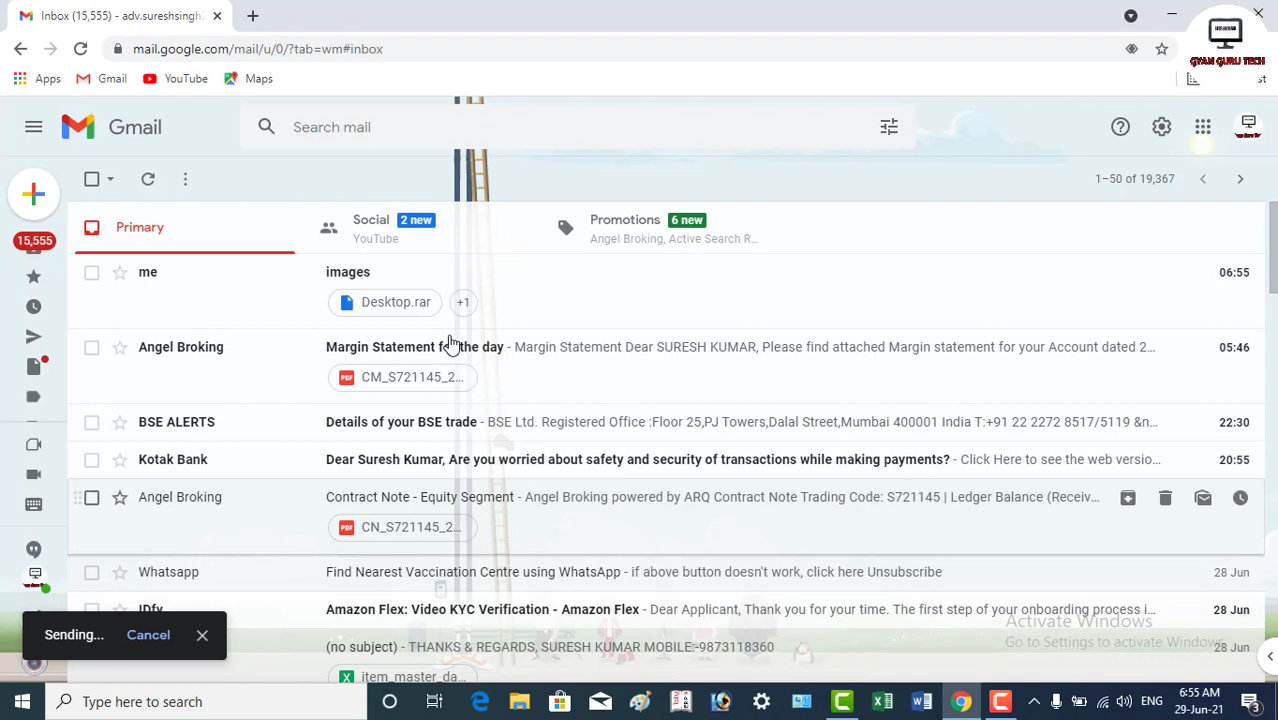 Inbox (15,555) - adv.sureshsingh
mail.google.com/mail/u/0/?tab=wm#inbox
GYAN GURU TECH
Apps Gmail YouTube Maps
Gmail Search mail
1–50 of 19,367
15,555
Primary
Social 2 new
YouTube
Promotions 6 new
Angel Broking, Active Search R...
me images 06:55
Desktop.rar +1
Angel Broking Margin Statement for the day - Margin Statement Dear SURESH KUMAR, Please find attached Margin statement for your Account dated 2... 05:46
PDF CM_S721145_2...
BSE ALERTS Details of your BSE trade - BSE Ltd. Registered Office :Floor 25,PJ Towers,Dalal Street,Mumbai 400001 India T:+91 22 2272 8517/5119 &n... 22:30
Kotak Bank Dear Suresh Kumar, Are you worried about safety and security of transactions while making payments? - Click Here to see the web versio... 20:55
Angel Broking Contract Note - Equity Segment - Angel Broking powered by ARQ Contract Note Trading Code: S721145 | Ledger Balance (Receiv...
PDF CN_S721145_2...
Whatsapp Find Nearest Vaccination Centre using WhatsApp - if above button doesn't work, click here Unsubscribe 28 Jun
IDfy Amazon Flex: Video KYC Verification - Amazon Flex - Dear Applicant, Thank you for your time. The first step of your onboarding process i... 28 Jun
Activate Windows
Go to Settings to activate Windows.
Sending... Cancel
(no subject) - THANKS & REGARDS, SURESH KUMAR MOBILE:-9873118360 28 Jun
item_master_da...
Type here to search
ENG
6:55 AM
29-Jun-21
3